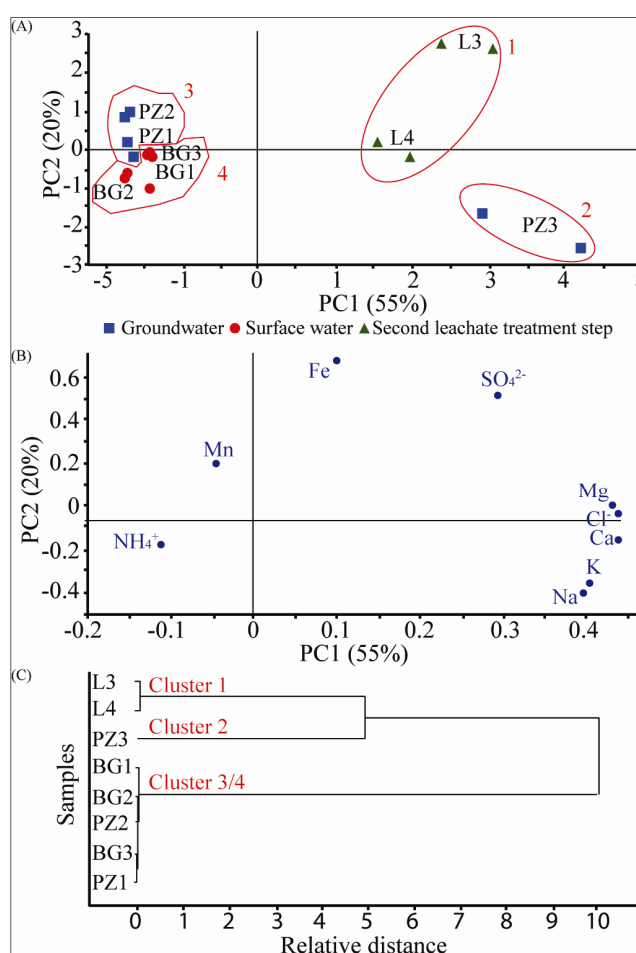 (A)
3
2
1
0
-1
-2
-3
PC2 (20%)
L3
1
3
PZ2
PZ1
L4
BG3
BG1
4
BG2
2
PZ3
-5 -1 0 1 2 3 4
PC1 (55%)
Groundwater Surface water Second leachate treatment step
(B)
0.6
0.4
0.2
0
-0.2
-0.4
PC2 (20%)
Fe
SO₄²⁻
Mn
Mg
Cl⁻
NH₄⁺
Ca
K
Na
-0.2 -0.1 0 0.1 0.2 0.3 0.4
PC1 (55%)
(C)
Samples
L3
Cluster 1
L4
Cluster 2
PZ3
BG1
Cluster 3/4
BG2
PZ2
BG3
PZ1
0 1 2 3 4 5 6 7 8 9 10
Relative distance